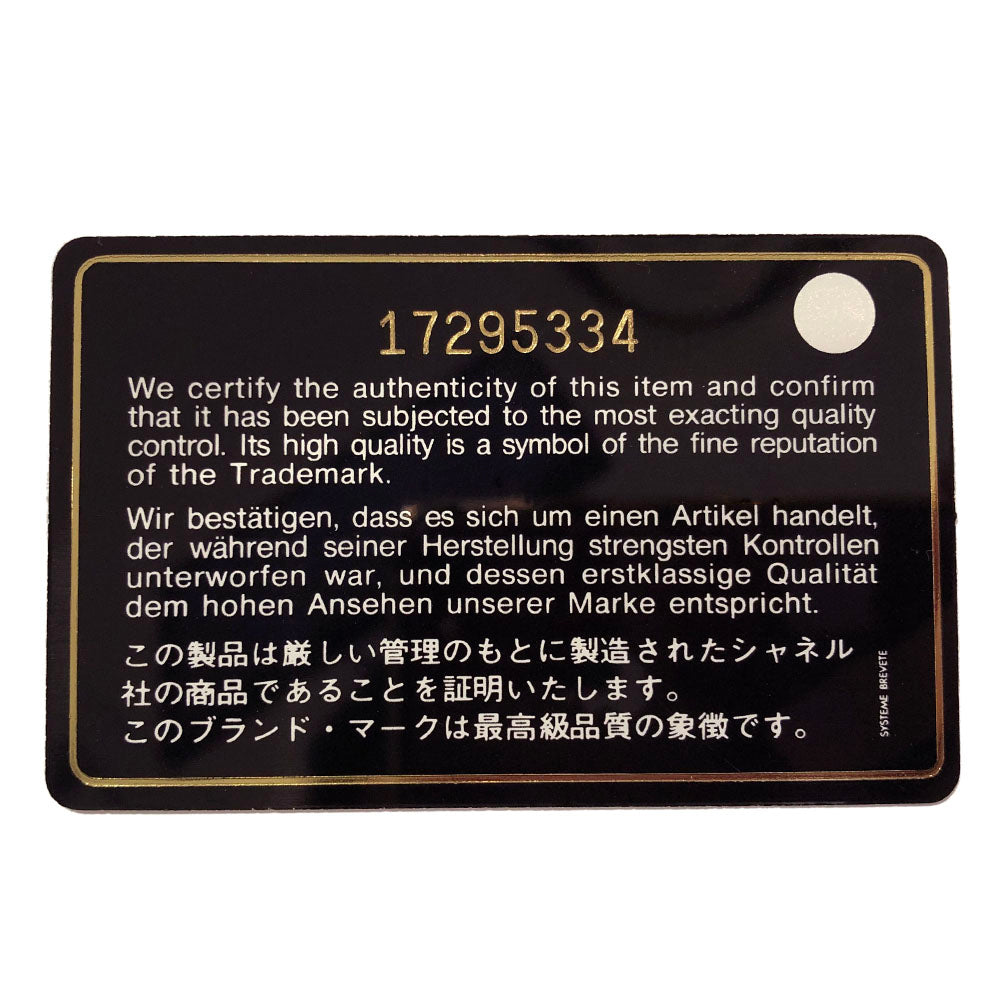 17295334
We certify the authenticity of this item and confirm
that it has been subjected to the most exacting quality
control. Its high quality is a symbol of the fine reputation
of the Trademark.
Wir bestätigen, dass es sich um einen Artikel handelt,
der während seiner Herstellung strengsten Kontrollen
unterworfen war, und dessen erstklassige Qualität
dem hohen Ansehen unserer Marke entspricht.
この製品は厳しい管理のもとに製造されたシャネル
社の商品であることを証明いたします。
このブランド・マークは最高級品質の象徴です。
SYSTEME BREVETE